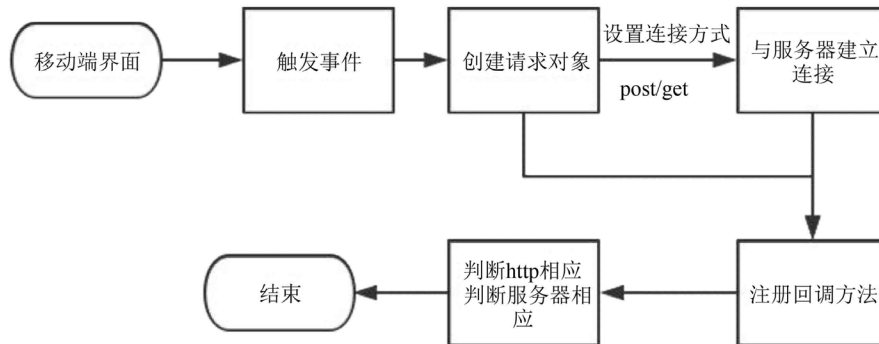 移动端界面
触发事件
创建请求对象
设置连接方式
post/get
与服务器建立
连接
注册回调方法
判断http相应
判断服务器相
应
结束